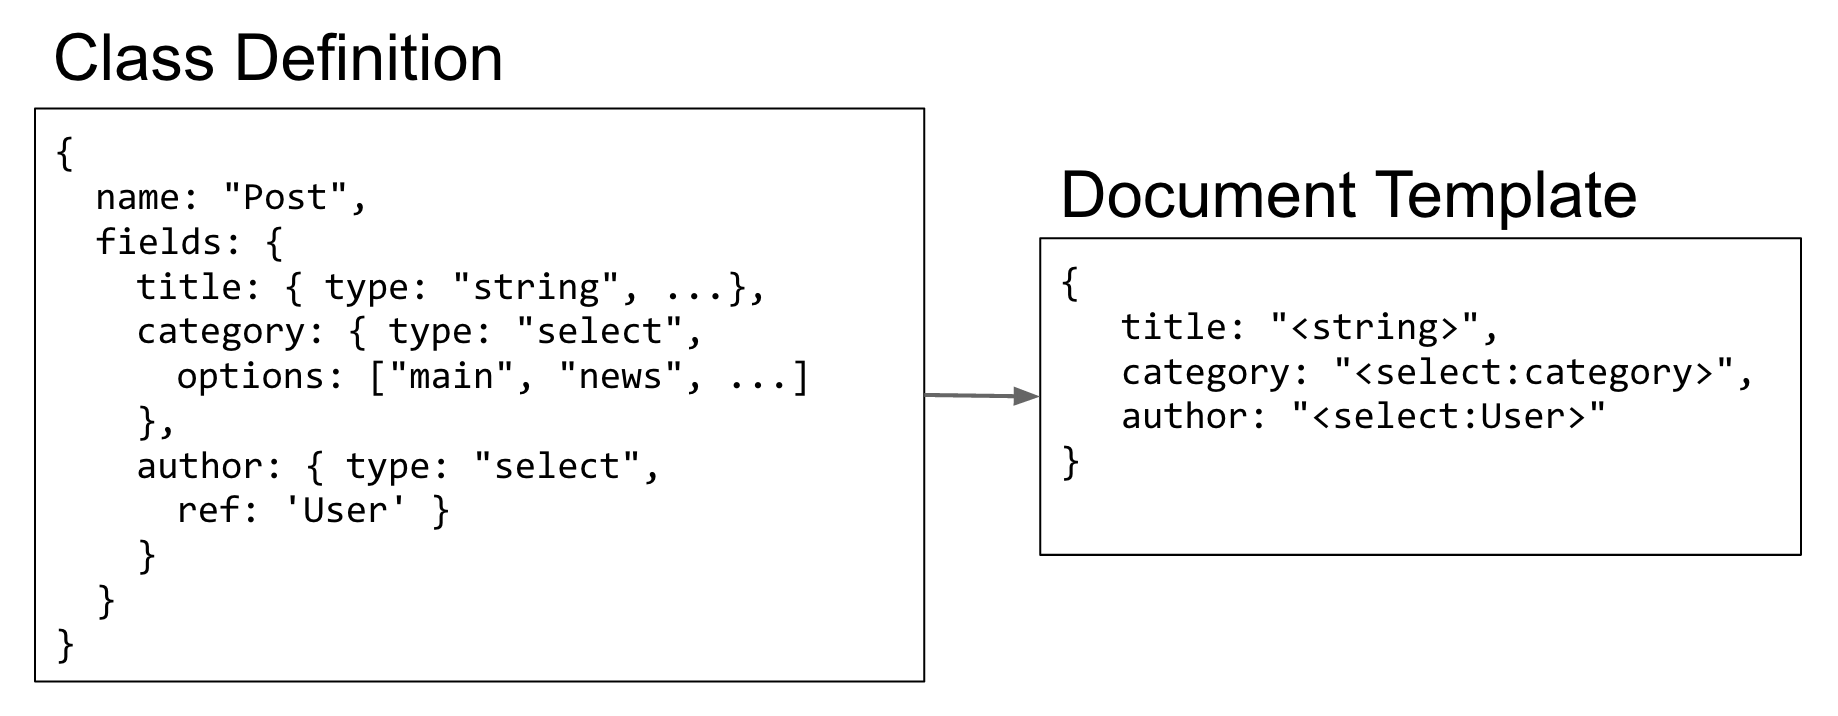 Class Definition
{
  name: "Post",
  fields: {
    title: { type: "string", ...},
    category: { type: "select",
      options: ["main", "news", ...]
    },
    author: { type: "select",
      ref: 'User' }
    }
  }
}
Document Template
{
   title: "<string>",
   category: "<select:category>",
   author: "<select:User>"
}